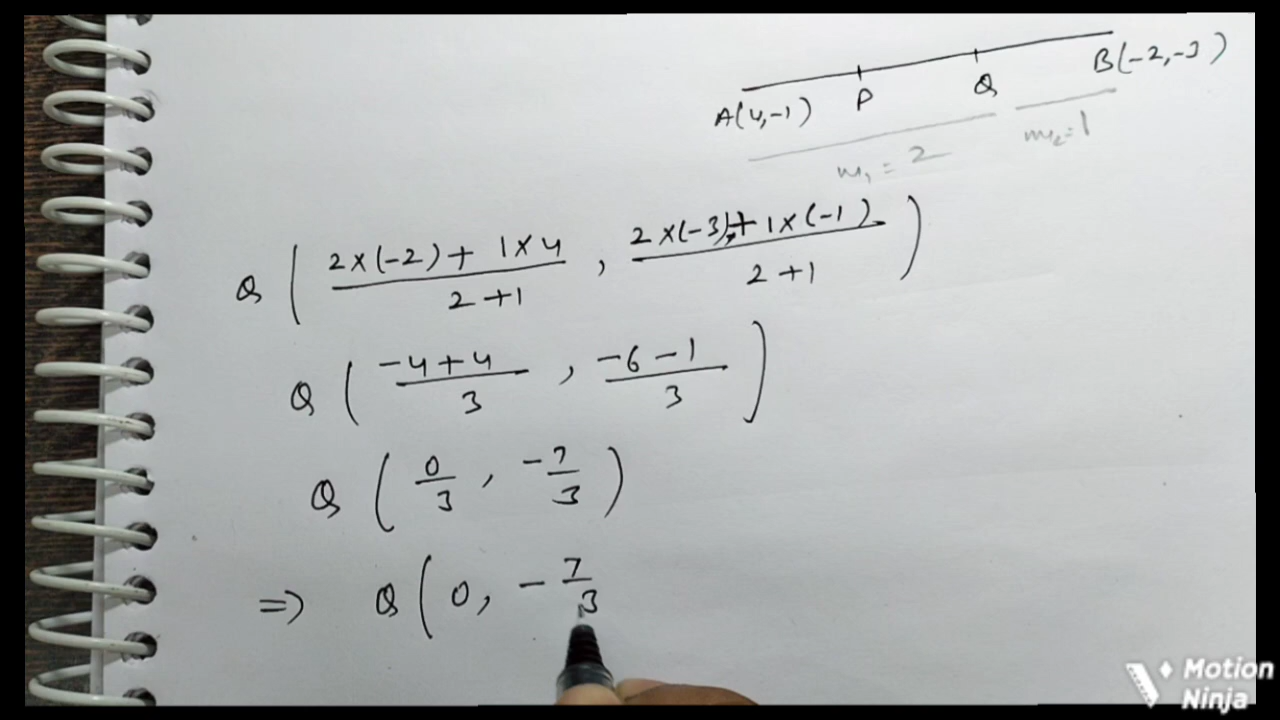 A(4,-1) P Q B(-2,-3)
m₁ = 2 m₂=1
Q ( 2×(-2)+ 1×4 / 2+1 , 2×(-3)+ 1×(-1) / 2+1 )
Q ( -4+4 / 3 , -6-1 / 3 )
Q ( 0/3 , -7/3 )
=> Q ( 0, -7/3
Motion
Ninja